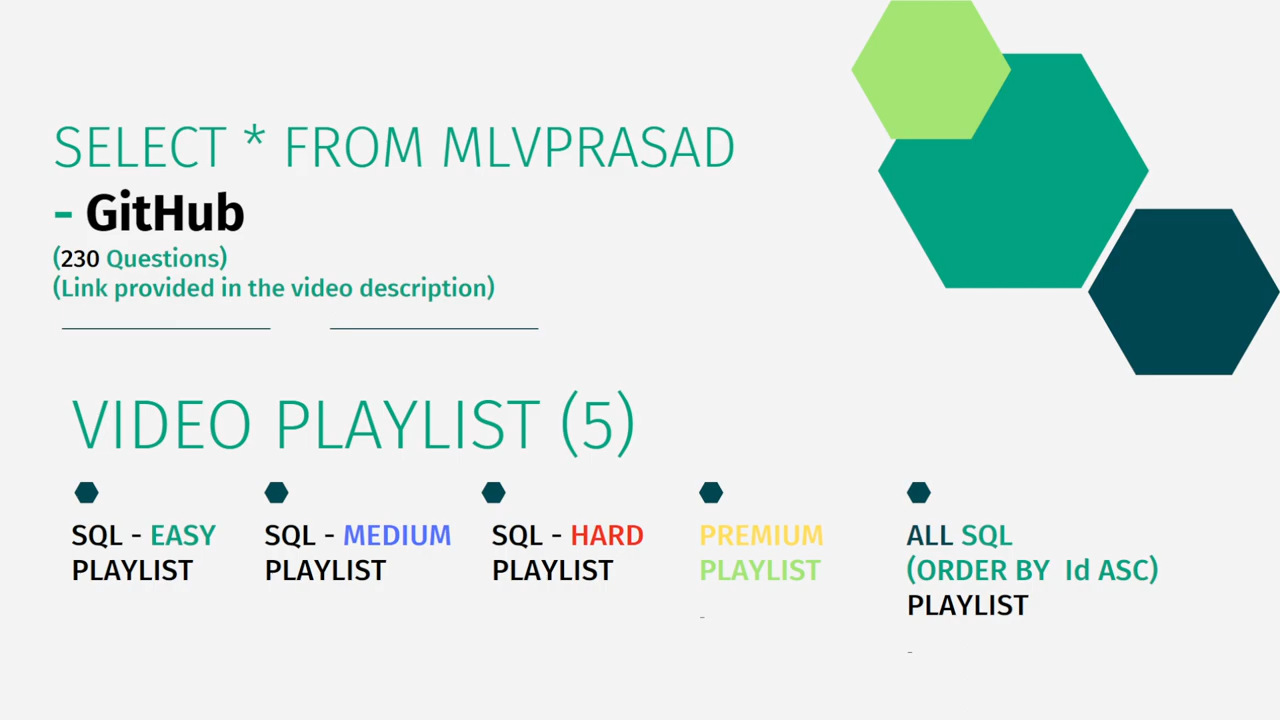 SELECT * FROM MLVPRASAD
- GitHub
(230 Questions)
(Link provided in the video description)
VIDEO PLAYLIST (5)
SQL - EASY
PLAYLIST
SQL - MEDIUM
PLAYLIST
SQL - HARD
PLAYLIST
PREMIUM
PLAYLIST
-
ALL SQL
(ORDER BY Id ASC)
PLAYLIST
-